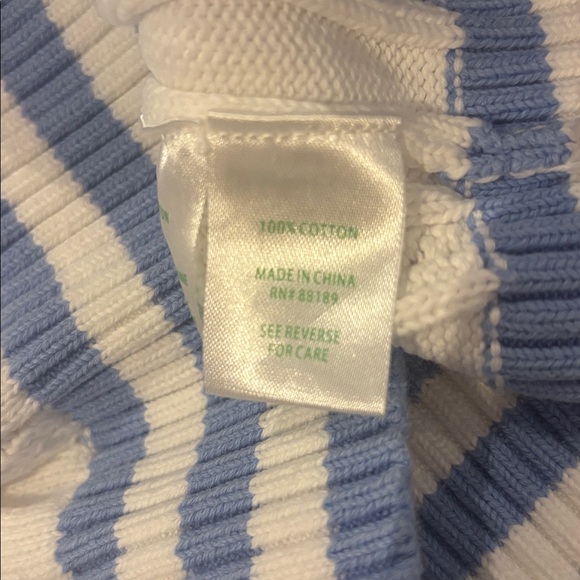 100% COTTON
MADE IN CHINA
RN# 88189
SEE REVERSE
FOR CARE